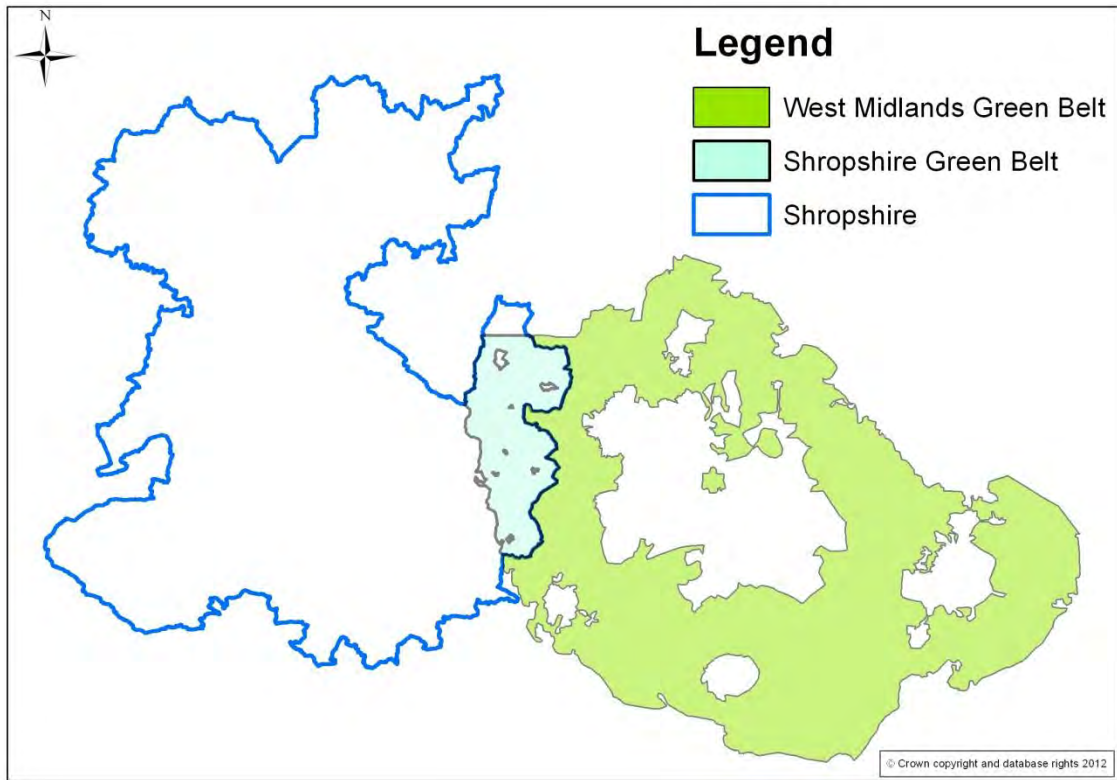 N
Legend
West Midlands Green Belt
Shropshire Green Belt
Shropshire
© Crown copyright and database rights 2012